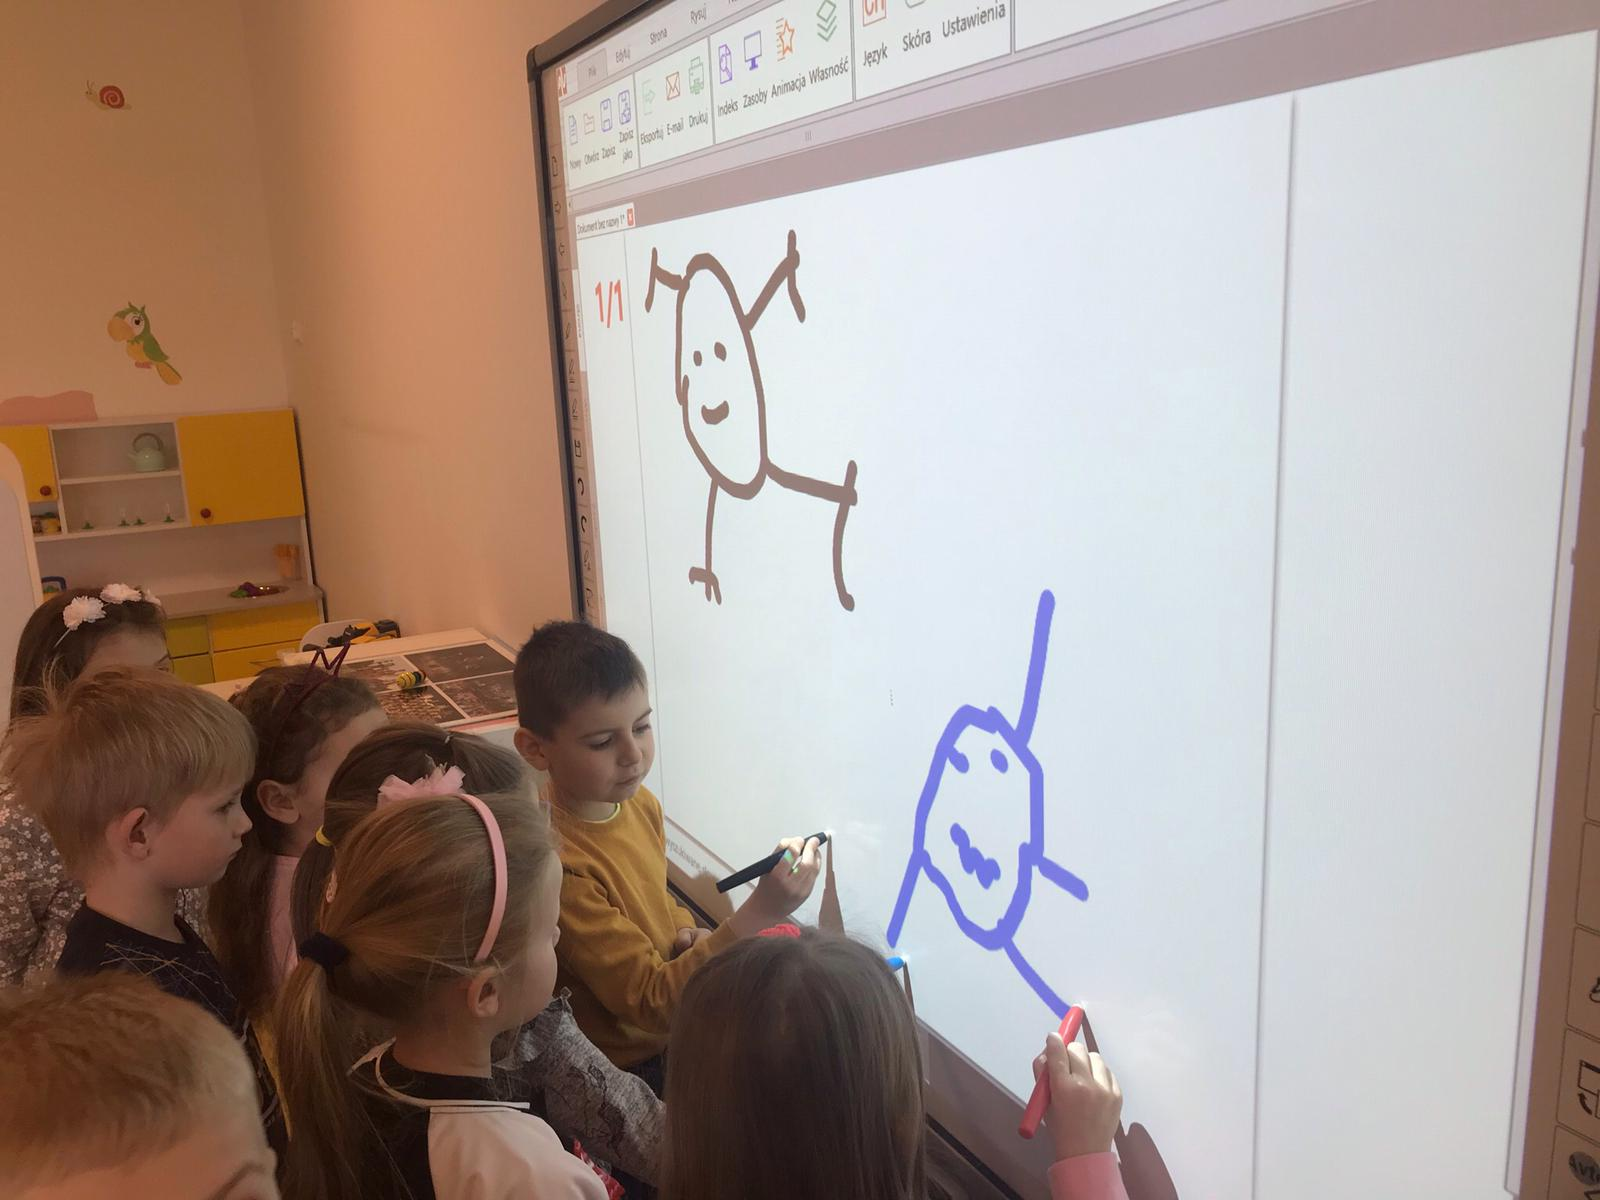 Plik Edytuj Strona Rysuj
Nowy Otwórz Zapisz Zapisz jako Eksportuj E-mail Drukuj Indeks Zasoby Animacja Własność Język Skóra Ustawienia
Dokument bez nazwy 1*
1/1